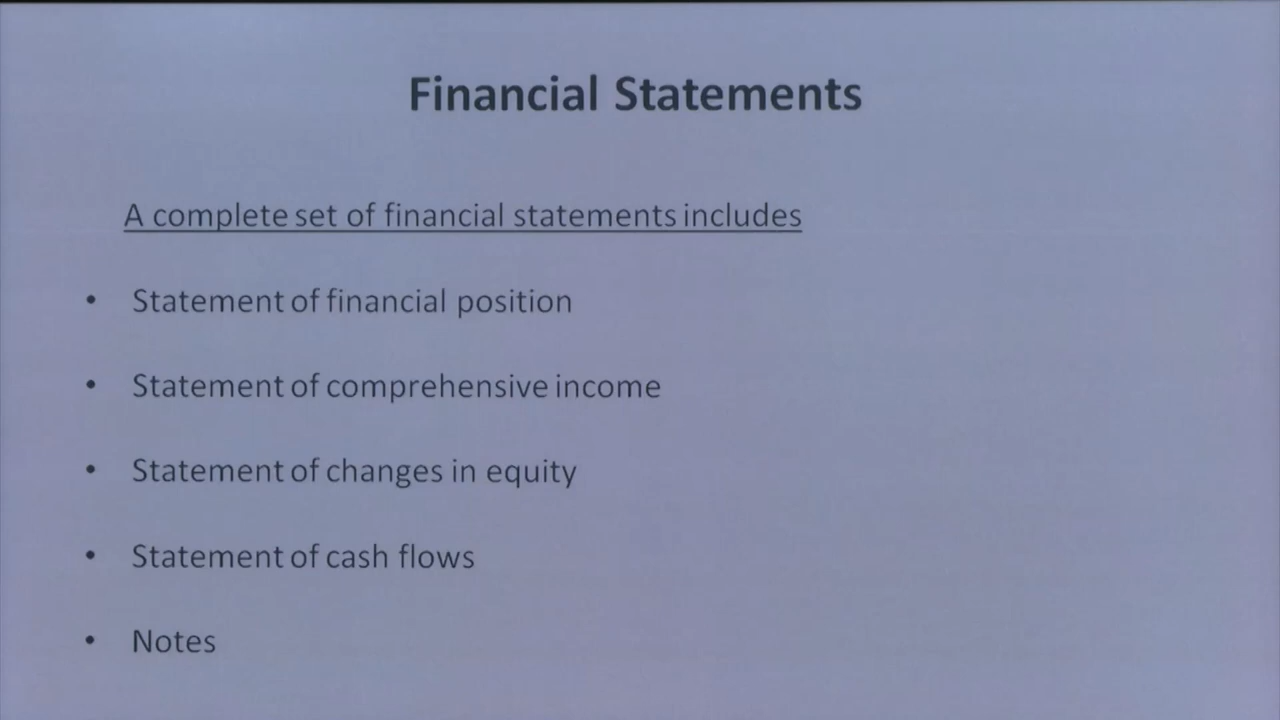 Financial Statements
A complete set of financial statements includes
• Statement of financial position
• Statement of comprehensive income
• Statement of changes in equity
• Statement of cash flows
• Notes